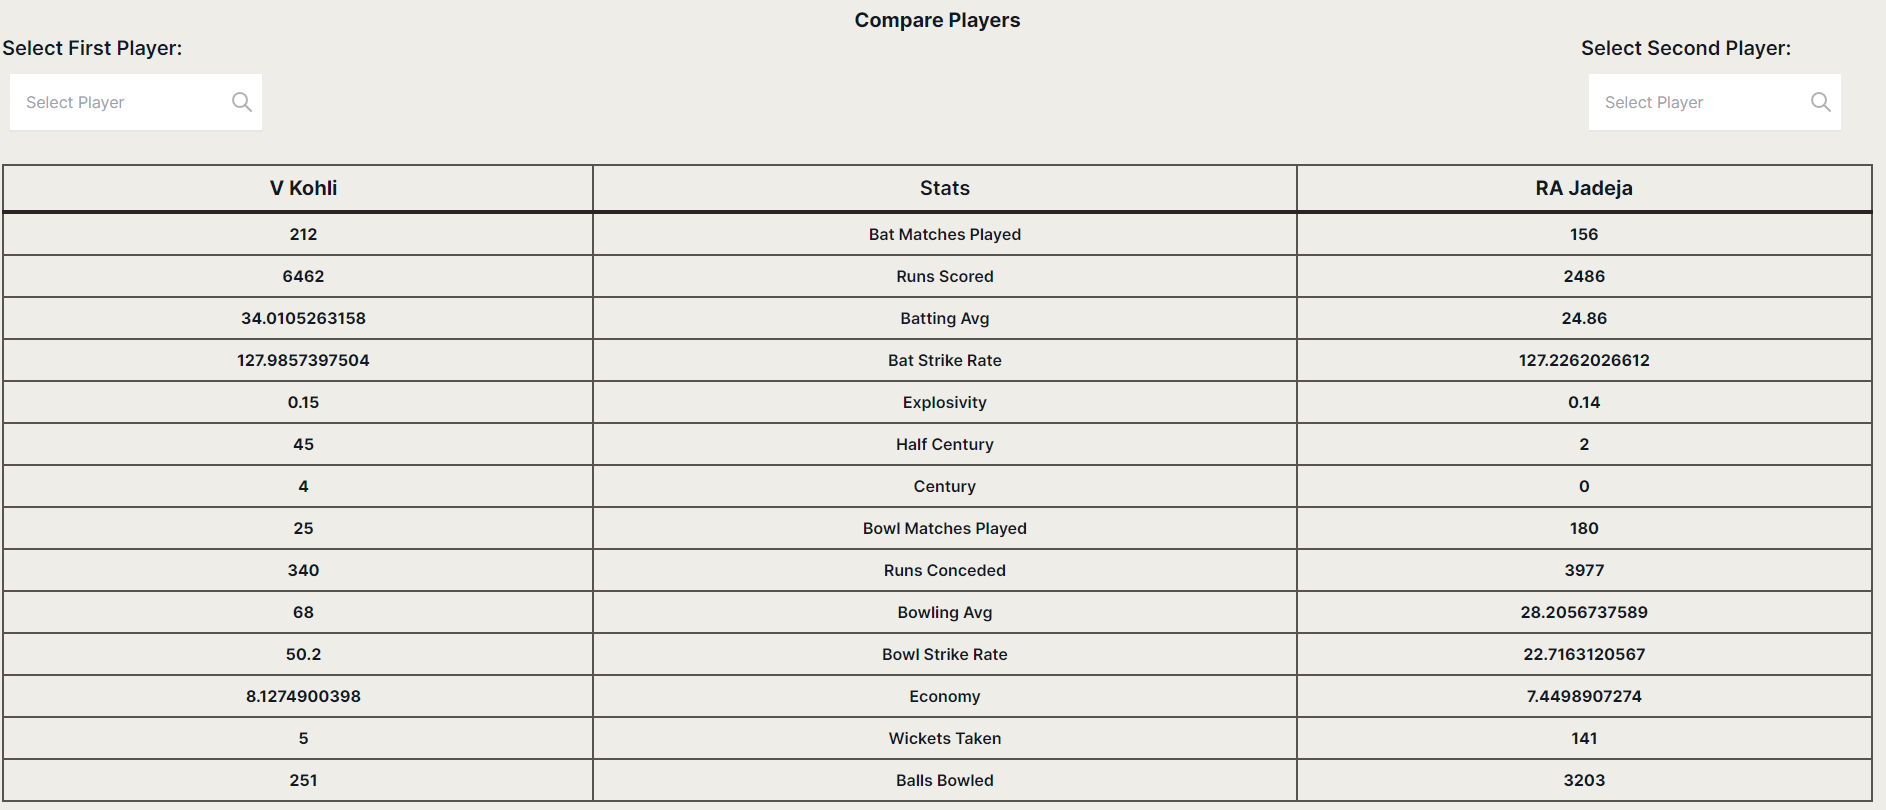 Compare Players
Select First Player:
Select Second Player:
Select Player
Select Player
V Kohli Stats RA Jadeja
212 Bat Matches Played 156
6462 Runs Scored 2486
34.0105263158 Batting Avg 24.86
127.9857397504 Bat Strike Rate 127.2262026612
0.15 Explosivity 0.14
45 Half Century 2
4 Century 0
25 Bowl Matches Played 180
340 Runs Conceded 3977
68 Bowling Avg 28.2056737589
50.2 Bowl Strike Rate 22.7163120567
8.1274900398 Economy 7.4498907274
5 Wickets Taken 141
251 Balls Bowled 3203